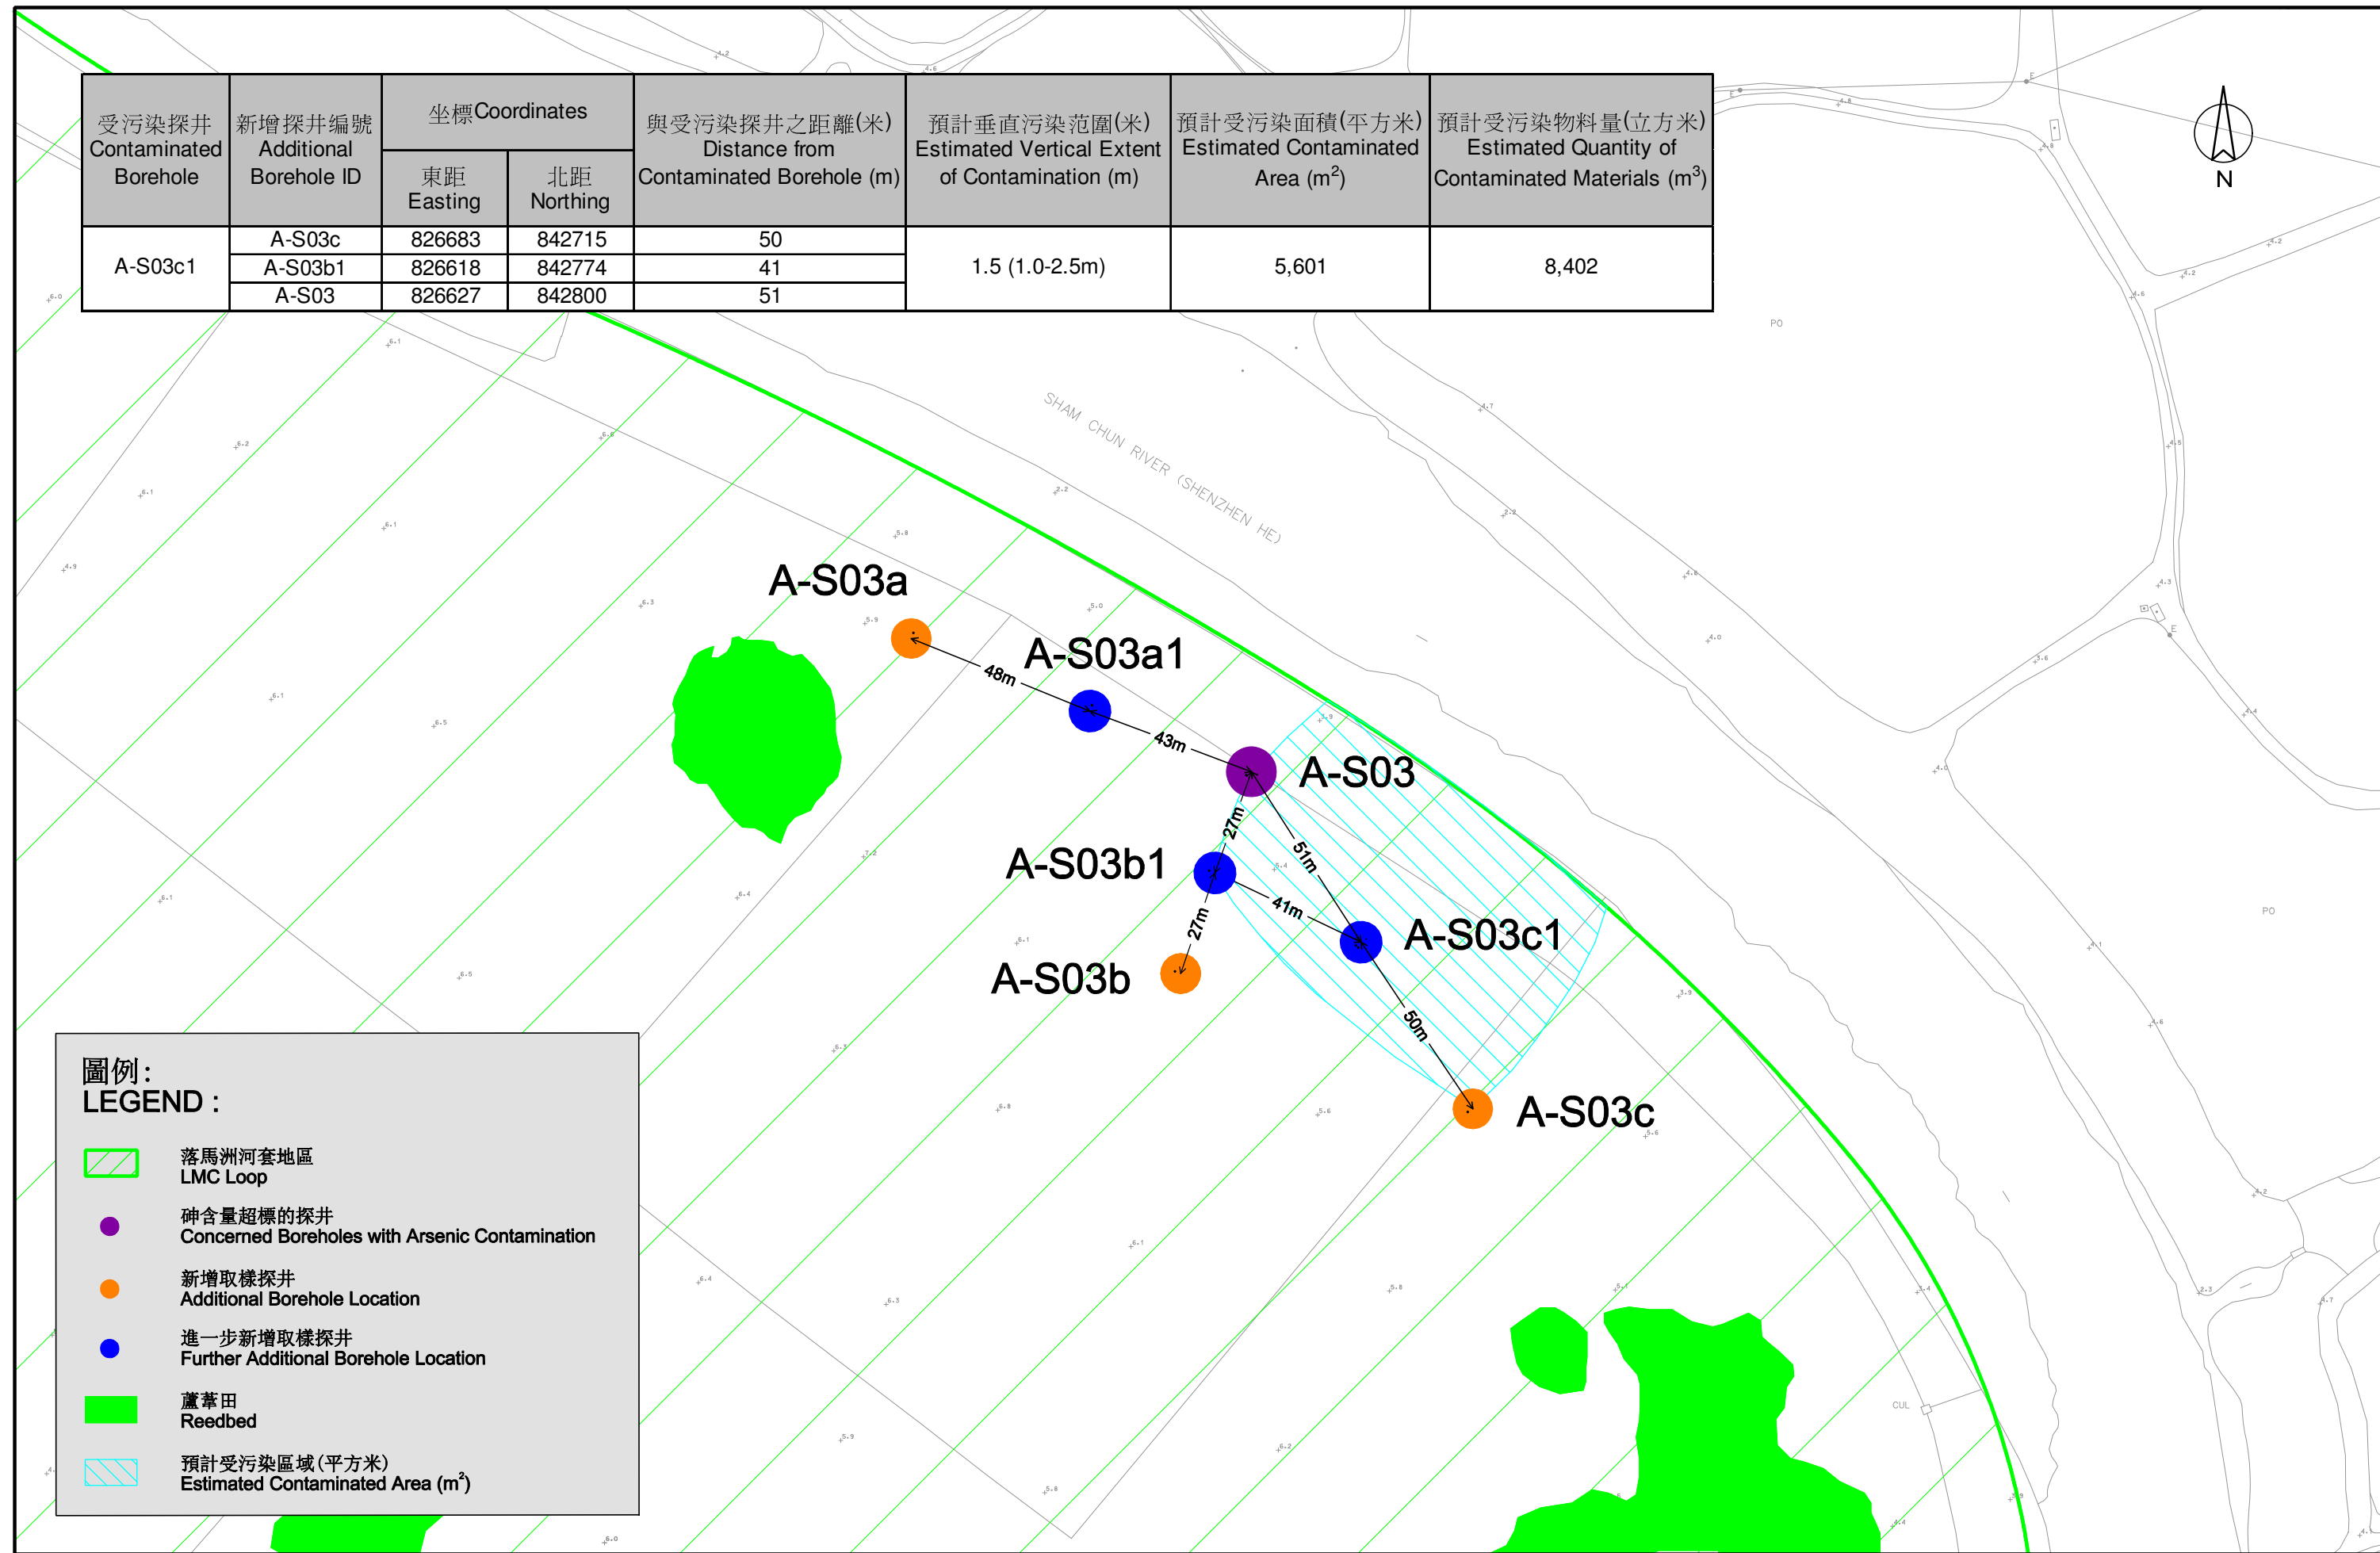 受污染探井
Contaminated
Borehole
新增探井编號
Additional
Borehole ID
坐標Coordinates
東距
Easting
北距
Northing
與受污染探井之距離(米)
Distance from
Contaminated Borehole (m)
預計垂直污染范圍(米)
Estimated Vertical Extent
of Contamination (m)
預計受污染面積(平方米)
Estimated Contaminated
Area (m²)
預計受污染物料量(立方米)
Estimated Quantity of
Contaminated Materials (m³)
A-S03c1
A-S03c 826683 842715 50
A-S03b1 826618 842774 41
A-S03 826627 842800 51
1.5 (1.0-2.5m)
5,601
8,402
N
PO
SHAM CHUN RIVER (SHENZHEN HE)
A-S03a
48m
A-S03a1
43m
A-S03
27m
51m
A-S03b1
41m
27m
A-S03c1
A-S03b
50m
A-S03c
PO
CUL
圖例:
LEGEND :
落馬洲河套地區
LMC Loop
砷含量超標的探井
Concerned Boreholes with Arsenic Contamination
新增取樣探井
Additional Borehole Location
進一步新增取樣探井
Further Additional Borehole Location
蘆葦田
Reedbed
預計受污染區域(平方米)
Estimated Contaminated Area (m²)